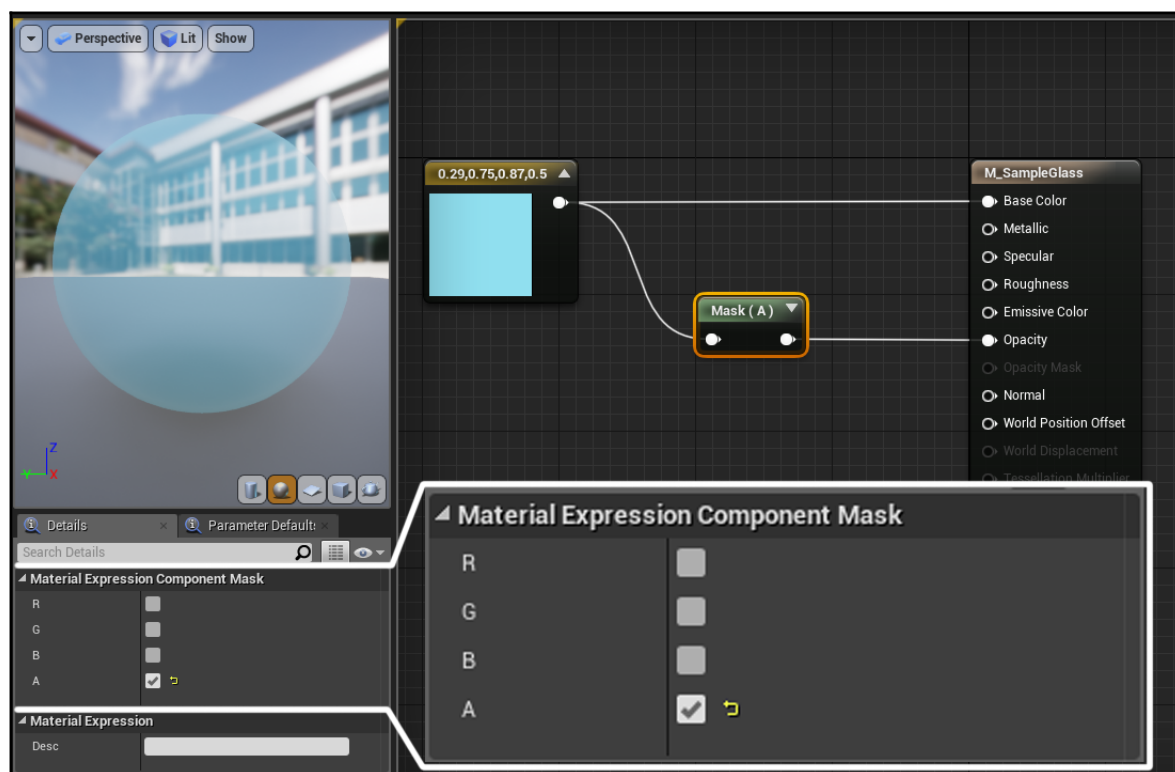 Perspective
Lit
Show
Z
Y
X
0.29,0.75,0.87,0.5
Mask ( A )
M_SampleGlass
Base Color
Metallic
Specular
Roughness
Emissive Color
Opacity
Opacity Mask
Normal
World Position Offset
World Displacement
Tessellation Multiplier
Details
Parameter Defaults
Search Details
Material Expression Component Mask
R
G
B
A
Material Expression
Desc
Material Expression Component Mask
R
G
B
A